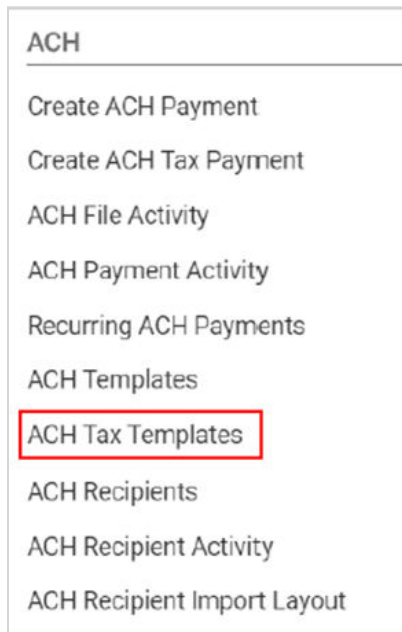 ACH
Create ACH Payment
Create ACH Tax Payment
ACH File Activity
ACH Payment Activity
Recurring ACH Payments
ACH Templates
ACH Tax Templates
ACH Recipients
ACH Recipient Activity
ACH Recipient Import Layout